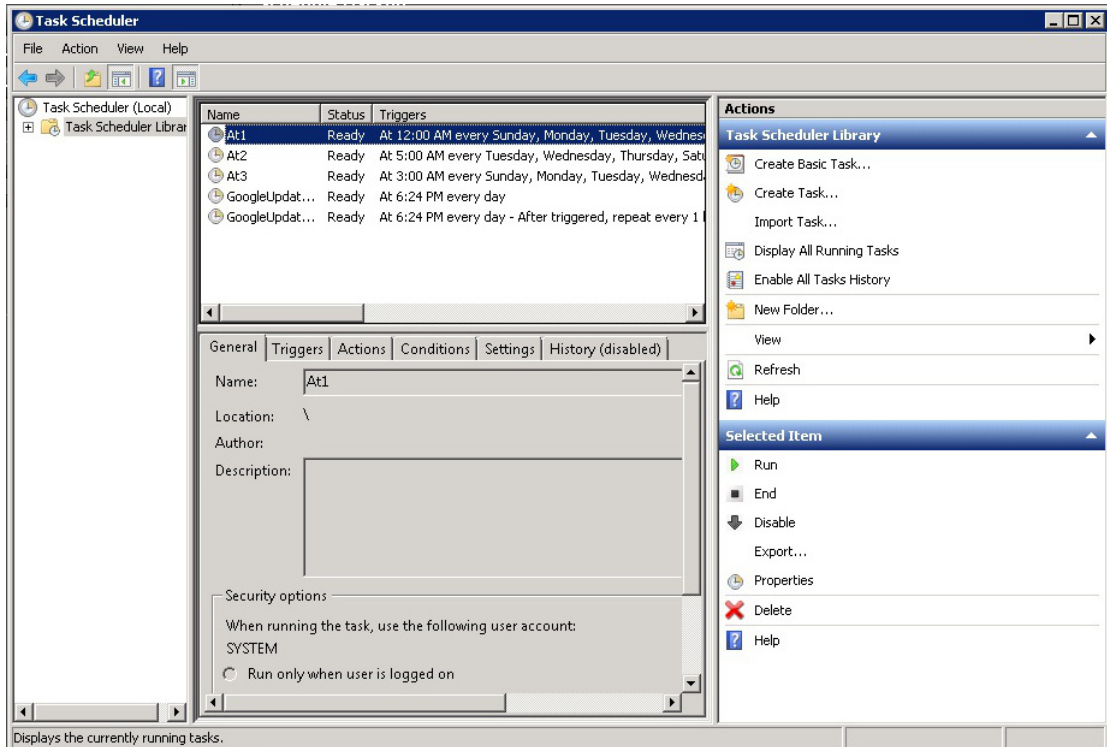 Task Scheduler
File Action View Help
Task Scheduler (Local)
Task Scheduler Librar
Name Status Triggers
At1 Ready At 12:00 AM every Sunday, Monday, Tuesday, Wednes
At2 Ready At 5:00 AM every Tuesday, Wednesday, Thursday, Satu
At3 Ready At 3:00 AM every Sunday, Monday, Tuesday, Wednesd
GoogleUpdat... Ready At 6:24 PM every day
GoogleUpdat... Ready At 6:24 PM every day - After triggered, repeat every 1
General Triggers Actions Conditions Settings History (disabled)
Name: At1
Location: \
Author:
Description:
Security options
When running the task, use the following user account:
SYSTEM
Run only when user is logged on
Actions
Task Scheduler Library
Create Basic Task...
Create Task...
Import Task...
Display All Running Tasks
Enable All Tasks History
New Folder...
View
Refresh
Help
Selected Item
Run
End
Disable
Export...
Properties
Delete
Help
Displays the currently running tasks.